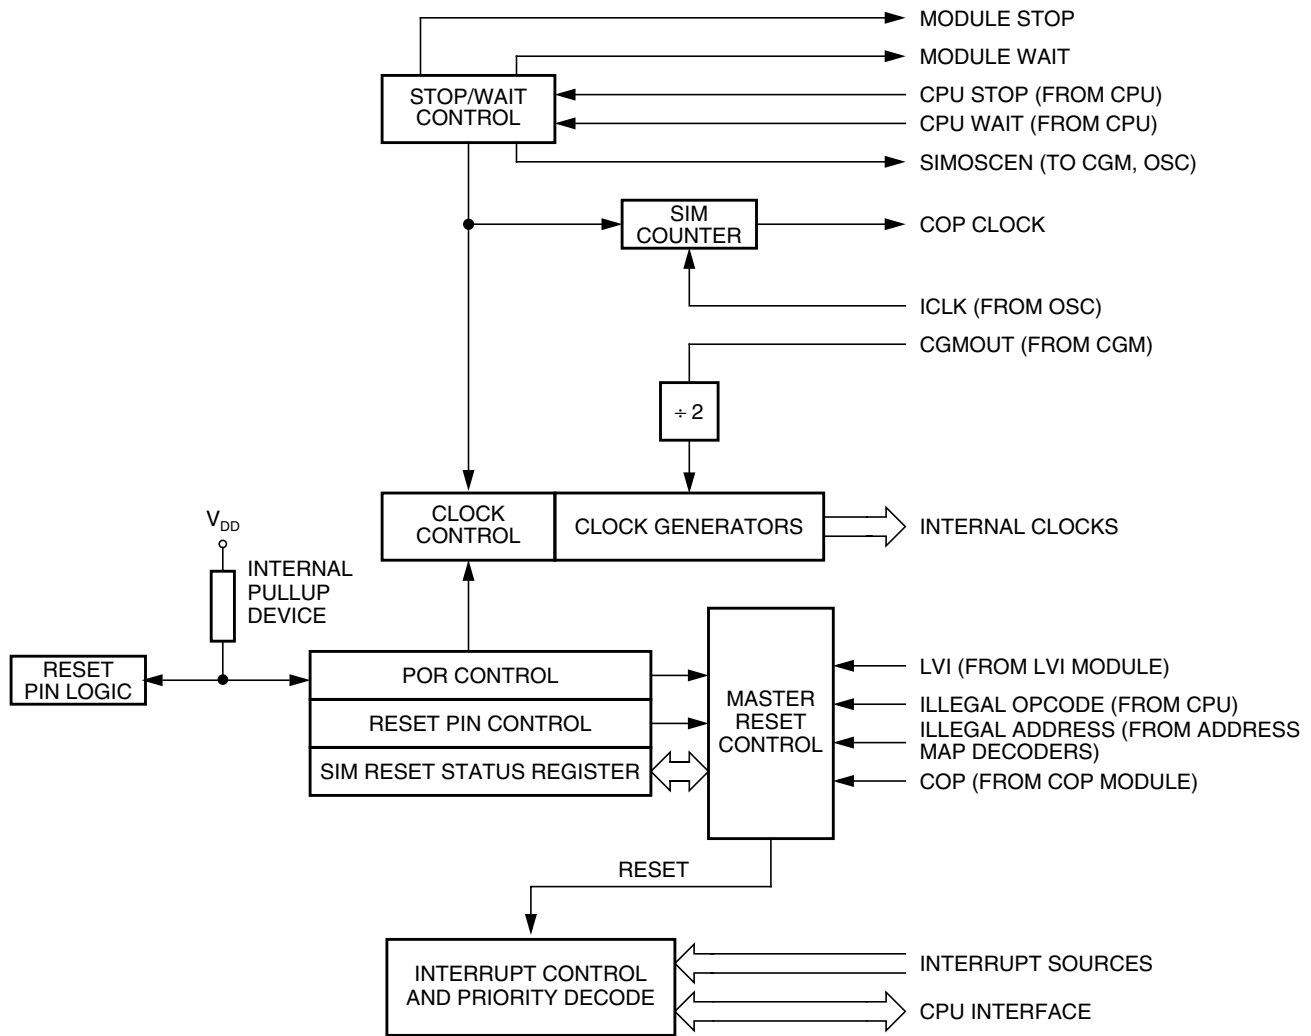 MODULE STOP
MODULE WAIT
STOP/WAIT
CONTROL
CPU STOP (FROM CPU)
CPU WAIT (FROM CPU)
SIMOSCEN (TO CGM, OSC)
SIM
COUNTER
COP CLOCK
ICLK (FROM OSC)
CGMOUT (FROM CGM)
÷ 2
CLOCK
CONTROL
CLOCK GENERATORS
INTERNAL CLOCKS
VDD
INTERNAL
PULLUP
DEVICE
RESET
PIN LOGIC
POR CONTROL
RESET PIN CONTROL
SIM RESET STATUS REGISTER
MASTER
RESET
CONTROL
LVI (FROM LVI MODULE)
ILLEGAL OPCODE (FROM CPU)
ILLEGAL ADDRESS (FROM ADDRESS
MAP DECODERS)
COP (FROM COP MODULE)
RESET
INTERRUPT CONTROL
AND PRIORITY DECODE
INTERRUPT SOURCES
CPU INTERFACE